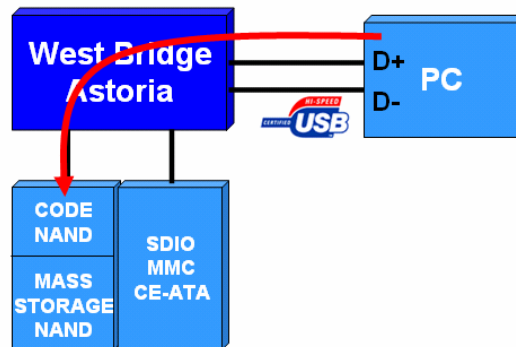 West Bridge
Astoria
D+
D-
PC
HI-SPEED
CERTIFIED
USB
CODE
NAND
MASS
STORAGE
NAND
SDIO
MMC
CE-ATA